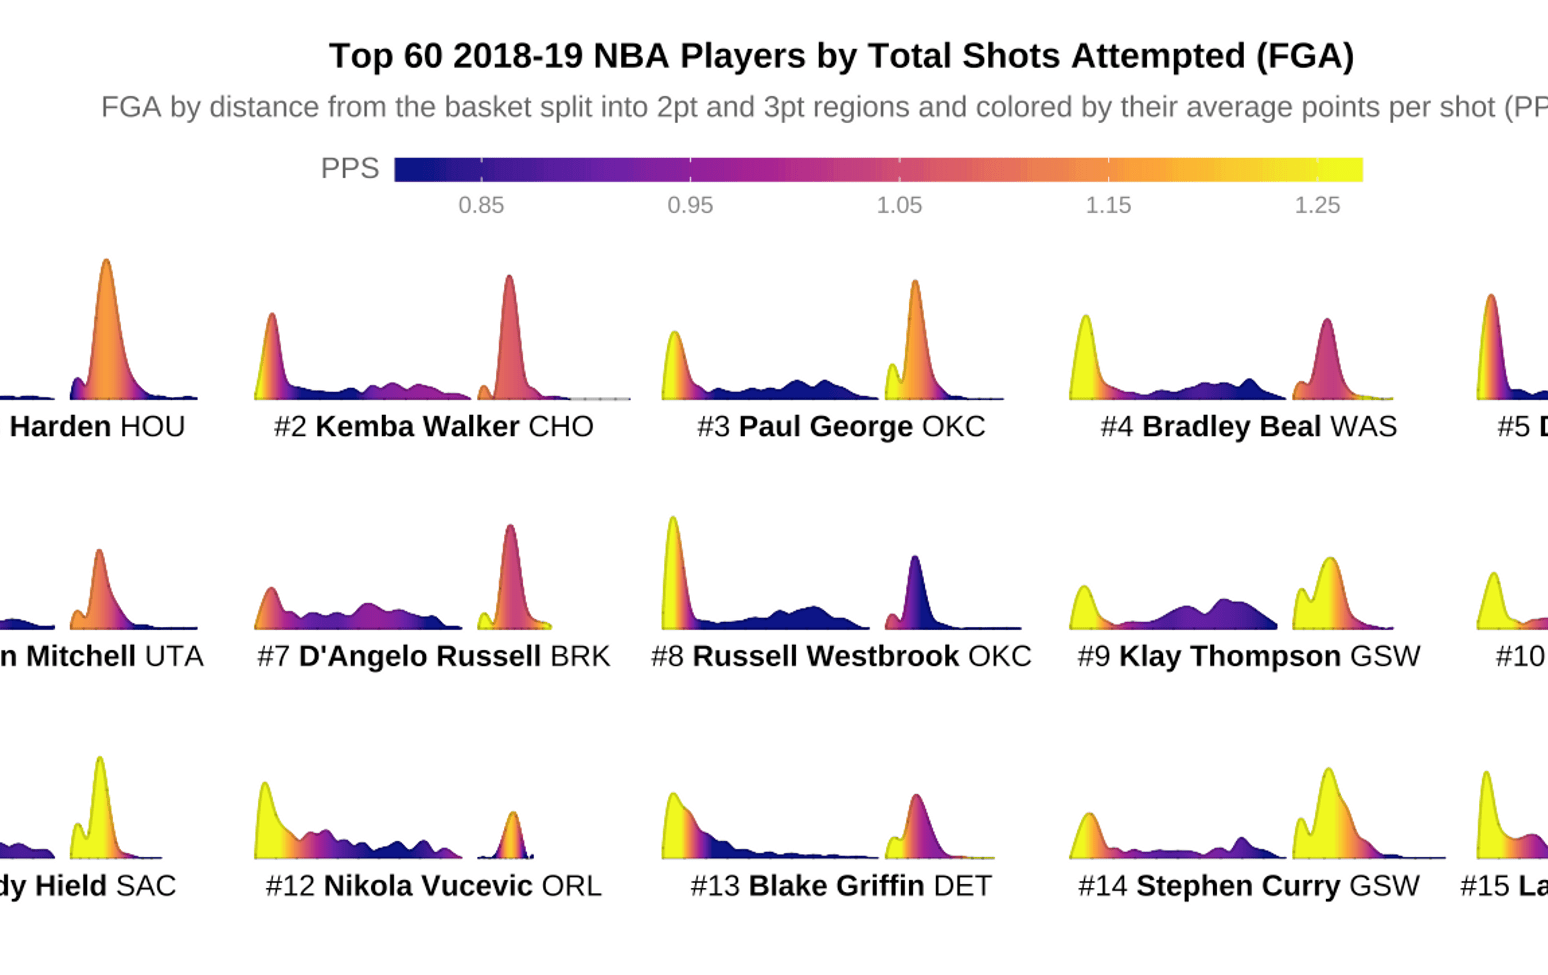 Top 60 2018-19 NBA Players by Total Shots Attempted (FGA)
FGA by distance from the basket split into 2pt and 3pt regions and colored by their average points per shot (PP
PPS
0.85 0.95 1.05 1.15 1.25
Harden HOU #2 Kemba Walker CHO #3 Paul George OKC #4 Bradley Beal WAS #5 D
n Mitchell UTA #7 D'Angelo Russell BRK #8 Russell Westbrook OKC #9 Klay Thompson GSW #10
dy Hield SAC #12 Nikola Vucevic ORL #13 Blake Griffin DET #14 Stephen Curry GSW #15 La